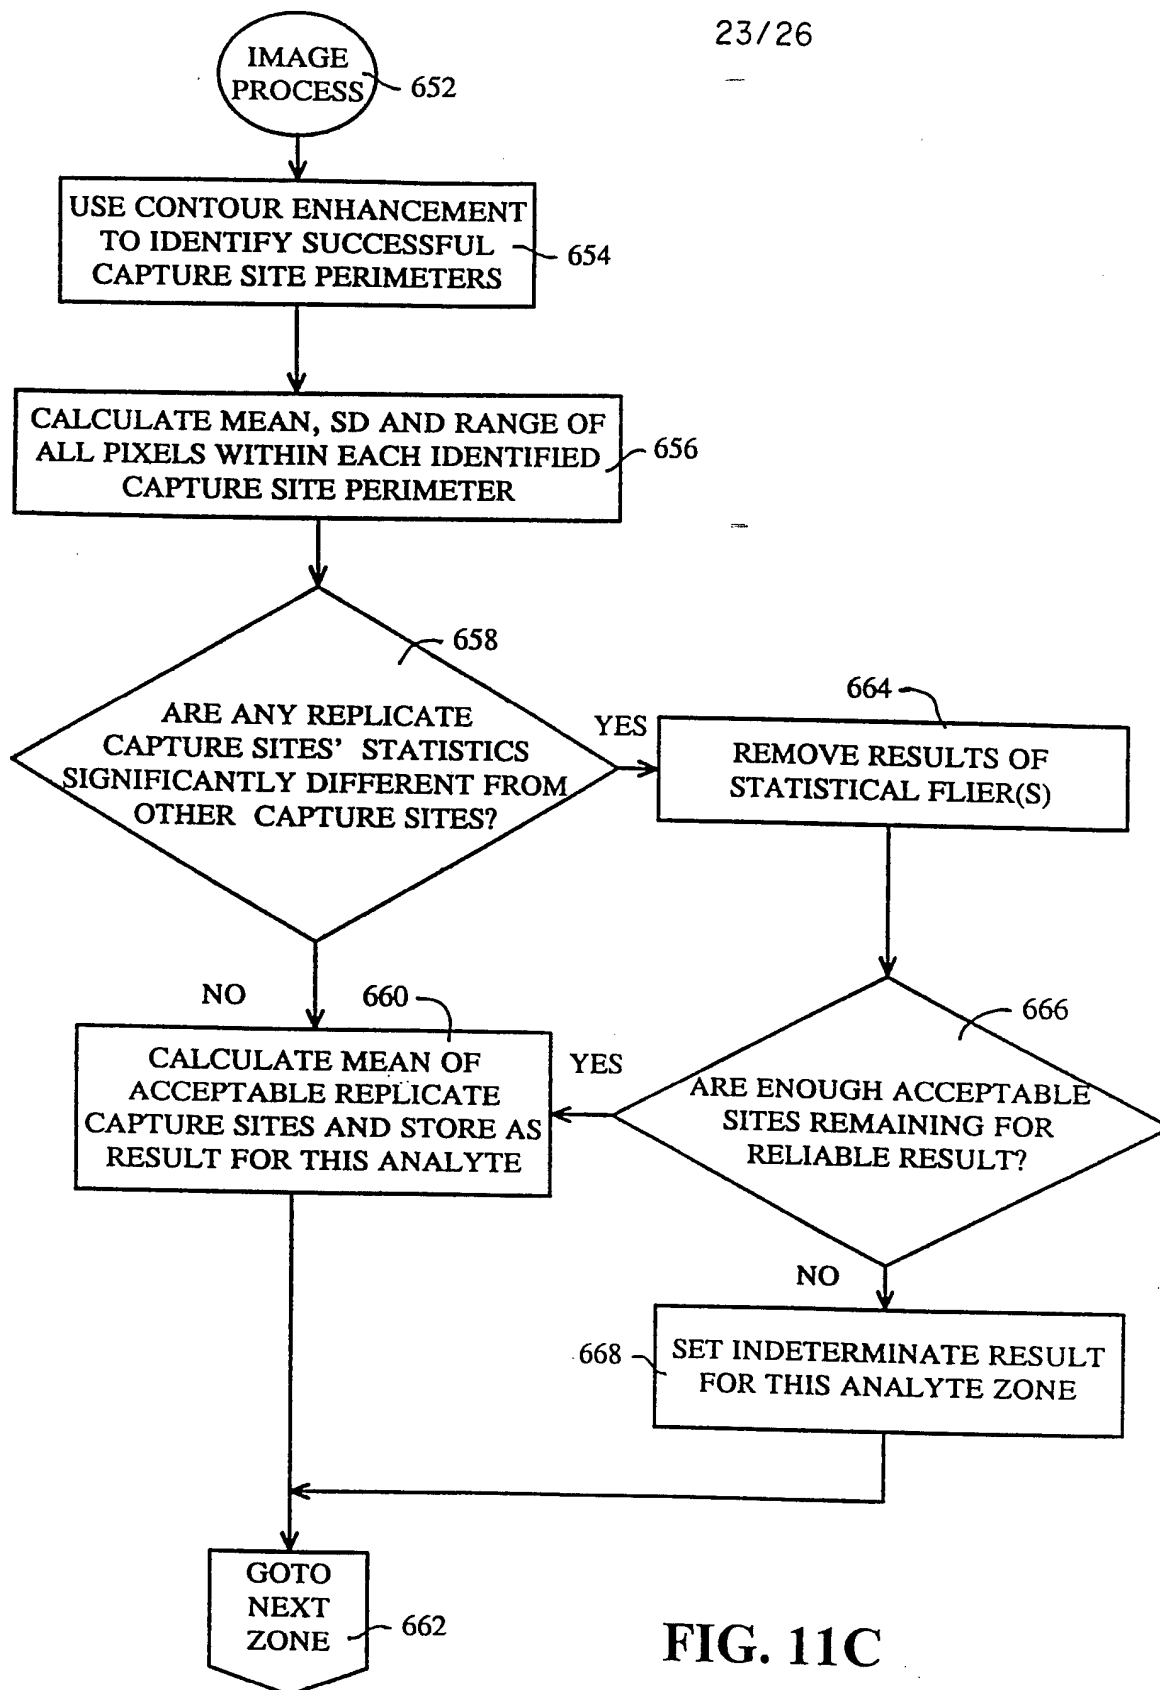 23/26
IMAGE
PROCESS
652
USE CONTOUR ENHANCEMENT
TO IDENTIFY SUCCESSFUL
CAPTURE SITE PERIMETERS
654
CALCULATE MEAN, SD AND RANGE OF
ALL PIXELS WITHIN EACH IDENTIFIED
CAPTURE SITE PERIMETER
656
658
ARE ANY REPLICATE
CAPTURE SITES' STATISTICS
SIGNIFICANTLY DIFFERENT FROM
OTHER CAPTURE SITES?
YES
664
REMOVE RESULTS OF
STATISTICAL FLIER(S)
NO
660
CALCULATE MEAN OF
ACCEPTABLE REPLICATE
CAPTURE SITES AND STORE AS
RESULT FOR THIS ANALYTE
YES
666
ARE ENOUGH ACCEPTABLE
SITES REMAINING FOR
RELIABLE RESULT?
NO
668
SET INDETERMINATE RESULT
FOR THIS ANALYTE ZONE
GOTO
NEXT
ZONE
662
FIG. 11C